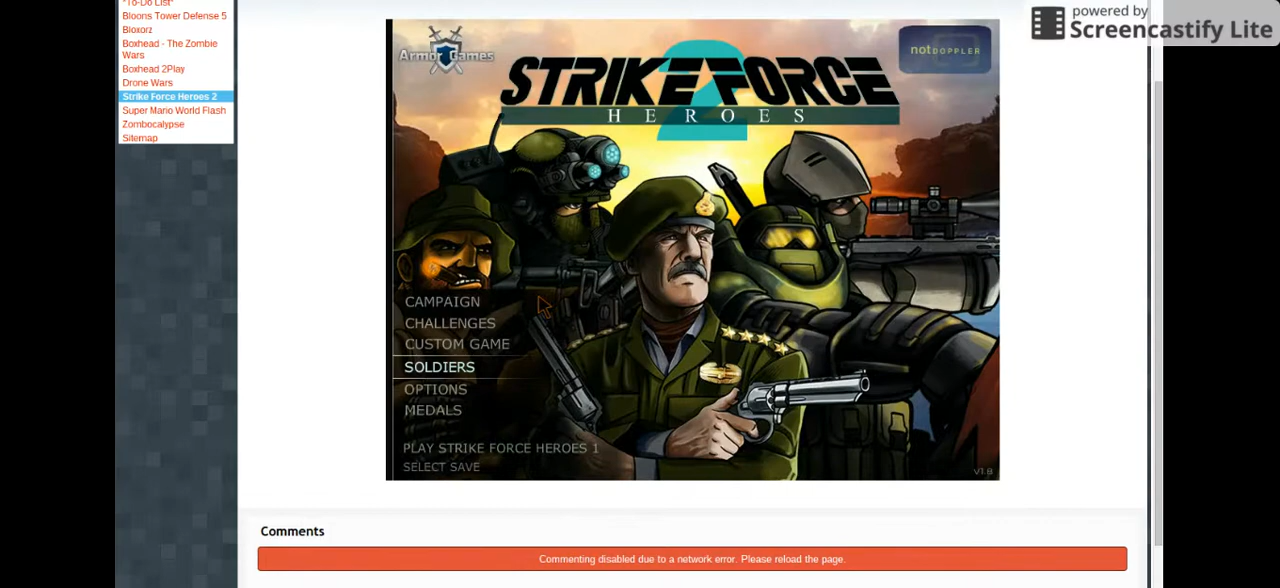 "To-Do List"
Bloons Tower Defense 5
Bloxorz
Boxhead - The Zombie
Wars
Boxhead 2Play
Drone Wars
Strike Force Heroes 2
Super Mario World Flash
Zombocalypse
Sitemap
powered by
Screencastify Lite
Armor Games
notDOPPLER
STRIKE FORCE
2
HEROES
CAMPAIGN
CHALLENGES
CUSTOM GAME
SOLDIERS
OPTIONS
MEDALS
PLAY STRIKE FORCE HEROES 1
SELECT SAVE
V1.8
Comments
Commenting disabled due to a network error. Please reload the page.